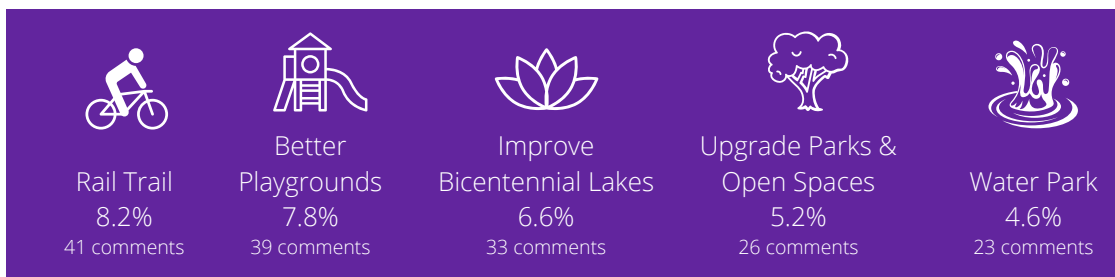 Rail Trail
8.2%
41 comments
Better
Playgrounds
7.8%
39 comments
Improve
Bicentennial Lakes
6.6%
33 comments
Upgrade Parks &
Open Spaces
5.2%
26 comments
Water Park
4.6%
23 comments